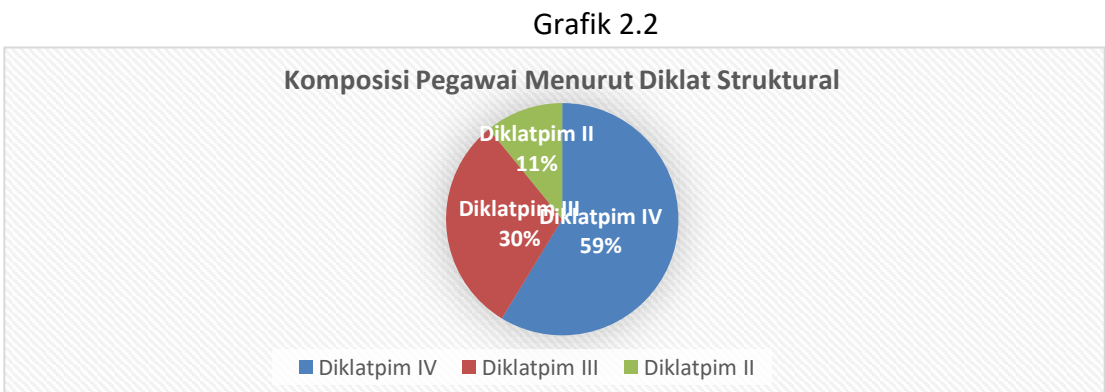 Grafik 2.2
Komposisi Pegawai Menurut Diklat Struktural
Diklatpim II
11%
Diklatpim III
30%
Diklatpim IV
59%
Diklatpim IV Diklatpim III Diklatpim II